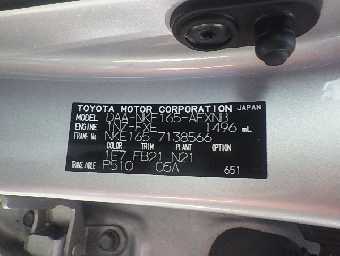 TOYOTA MOTOR CORPORATION JAPAN
MODEL DAA-NKE165-AFXNB
ENGINE 1NZ-FXE 1496 mL
FRAME No. NKE165-7138566
COLOR TRIM PLANT OPTION
1E7 FB21 N21
TRANS./AXLE P510 05A 651